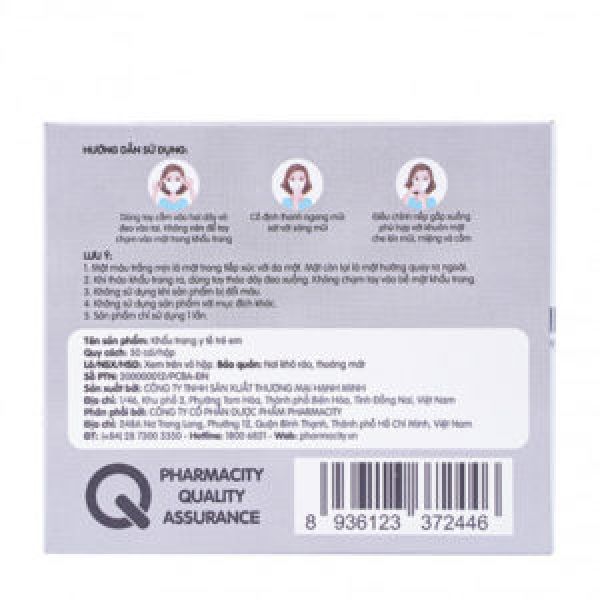 HƯỚNG DẪN SỬ DỤNG:
Dùng tay cầm vào hai dây và
đeo vào tai. Không nên để tay
chạm vào mặt trong khẩu trang
Cố định thanh ngang mũi
sát với sống mũi
Điều chỉnh nếp gấp xuống
phù hợp với khuôn mặt
che kín mũi, miệng và cằm
LƯU Ý:
1. Mặt màu trắng mịn là mặt trong tiếp xúc với da mặt. Mặt còn lại là mặt hướng quay ra ngoài.
2. Khi tháo khẩu trang ra, dùng tay tháo dây đeo xuống. Không chạm tay vào bề mặt khẩu trang.
3. Không sử dụng khi sản phẩm bị đổi màu.
4. Không sử dụng sản phẩm với mục đích khác.
5. Sản phẩm chỉ sử dụng 1 lần.
Tên sản phẩm: Khẩu trang y tế trẻ em
Quy cách: 50 cái/hộp
Lô/NSX/HSD: Xem trên vỏ hộp. Bảo quản: Nơi khô ráo, thoáng mát
Số PTN: 200000012/PCBA-ĐN
Sản xuất bởi: CÔNG TY TNHH SẢN XUẤT THƯƠNG MẠI HẠNH MINH
Địa chỉ: 1/46, Khu phố 3, Phường Tam Hòa, Thành phố Biên Hòa, Tỉnh Đồng Nai, Việt Nam
Phân phối bởi: CÔNG TY CỔ PHẦN DƯỢC PHẨM PHARMACITY
Địa chỉ: 248A Nơ Trang Long, Phường 12, Quận Bình Thạnh, Thành phố Hồ Chí Minh, Việt Nam
ĐT: (+84) 28 7300 3350 - Hotline: 1800 6821 - Web: pharmacity.vn
PHARMACITY
QUALITY
ASSURANCE
8 936123 372446